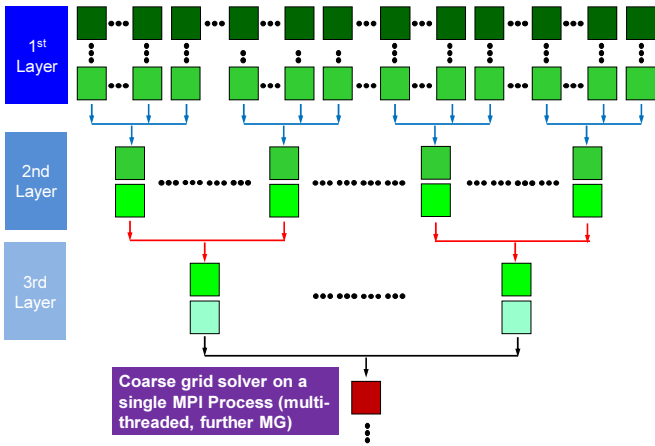 1st
Layer
2nd
Layer
3rd
Layer
Coarse grid solver on a
single MPI Process (multi-
threaded, further MG)